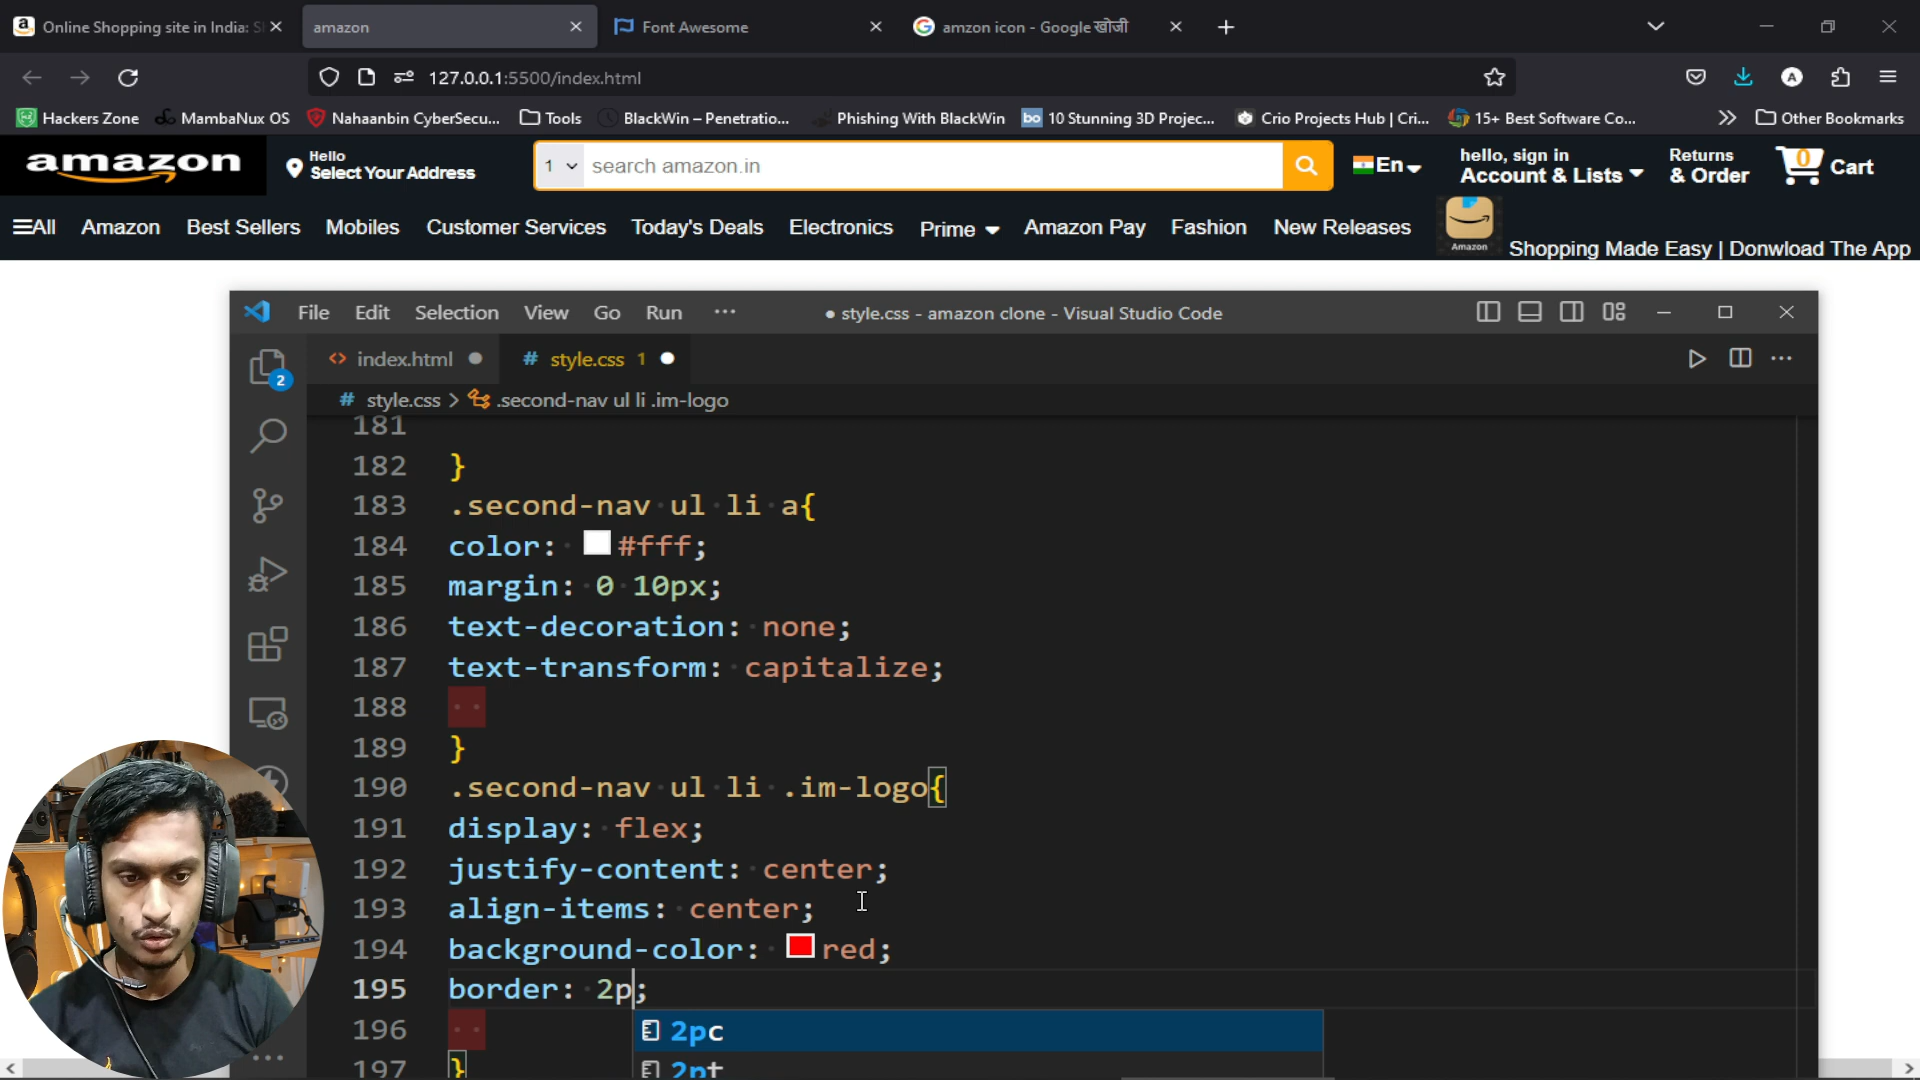 Online Shopping site in India: S
amazon
Font Awesome
amzon icon - Google खोजी
127.0.0.1:5500/index.html
Hackers Zone
MambaNux OS
Nahaanbin CyberSecu...
Tools
BlackWin – Penetratio...
Phishing With BlackWin
10 Stunning 3D Projec...
Crio Projects Hub | Cri...
15+ Best Software Co...
Other Bookmarks
amazon
Hello
Select Your Address
1
search amazon.in
En
hello, sign in
Account & Lists
Returns
& Order
0
Cart
All
Amazon
Best Sellers
Mobiles
Customer Services
Today's Deals
Electronics
Prime
Amazon Pay
Fashion
New Releases
Amazon
Shopping Made Easy | Donwload The App
File
Edit
Selection
View
Go
Run
● style.css - amazon clone - Visual Studio Code
index.html
# style.css 1
# style.css > .second-nav ul li .im-logo
2
181
182 }
183 .second-nav ul li a{
184 color: #fff;
185 margin: 0 10px;
186 text-decoration: none;
187 text-transform: capitalize;
188
189 }
190 .second-nav ul li .im-logo{
191 display: flex;
192 justify-content: center;
193 align-items: center;
194 background-color: red;
195 border: 2p;
196
197 }
2pc
2pt